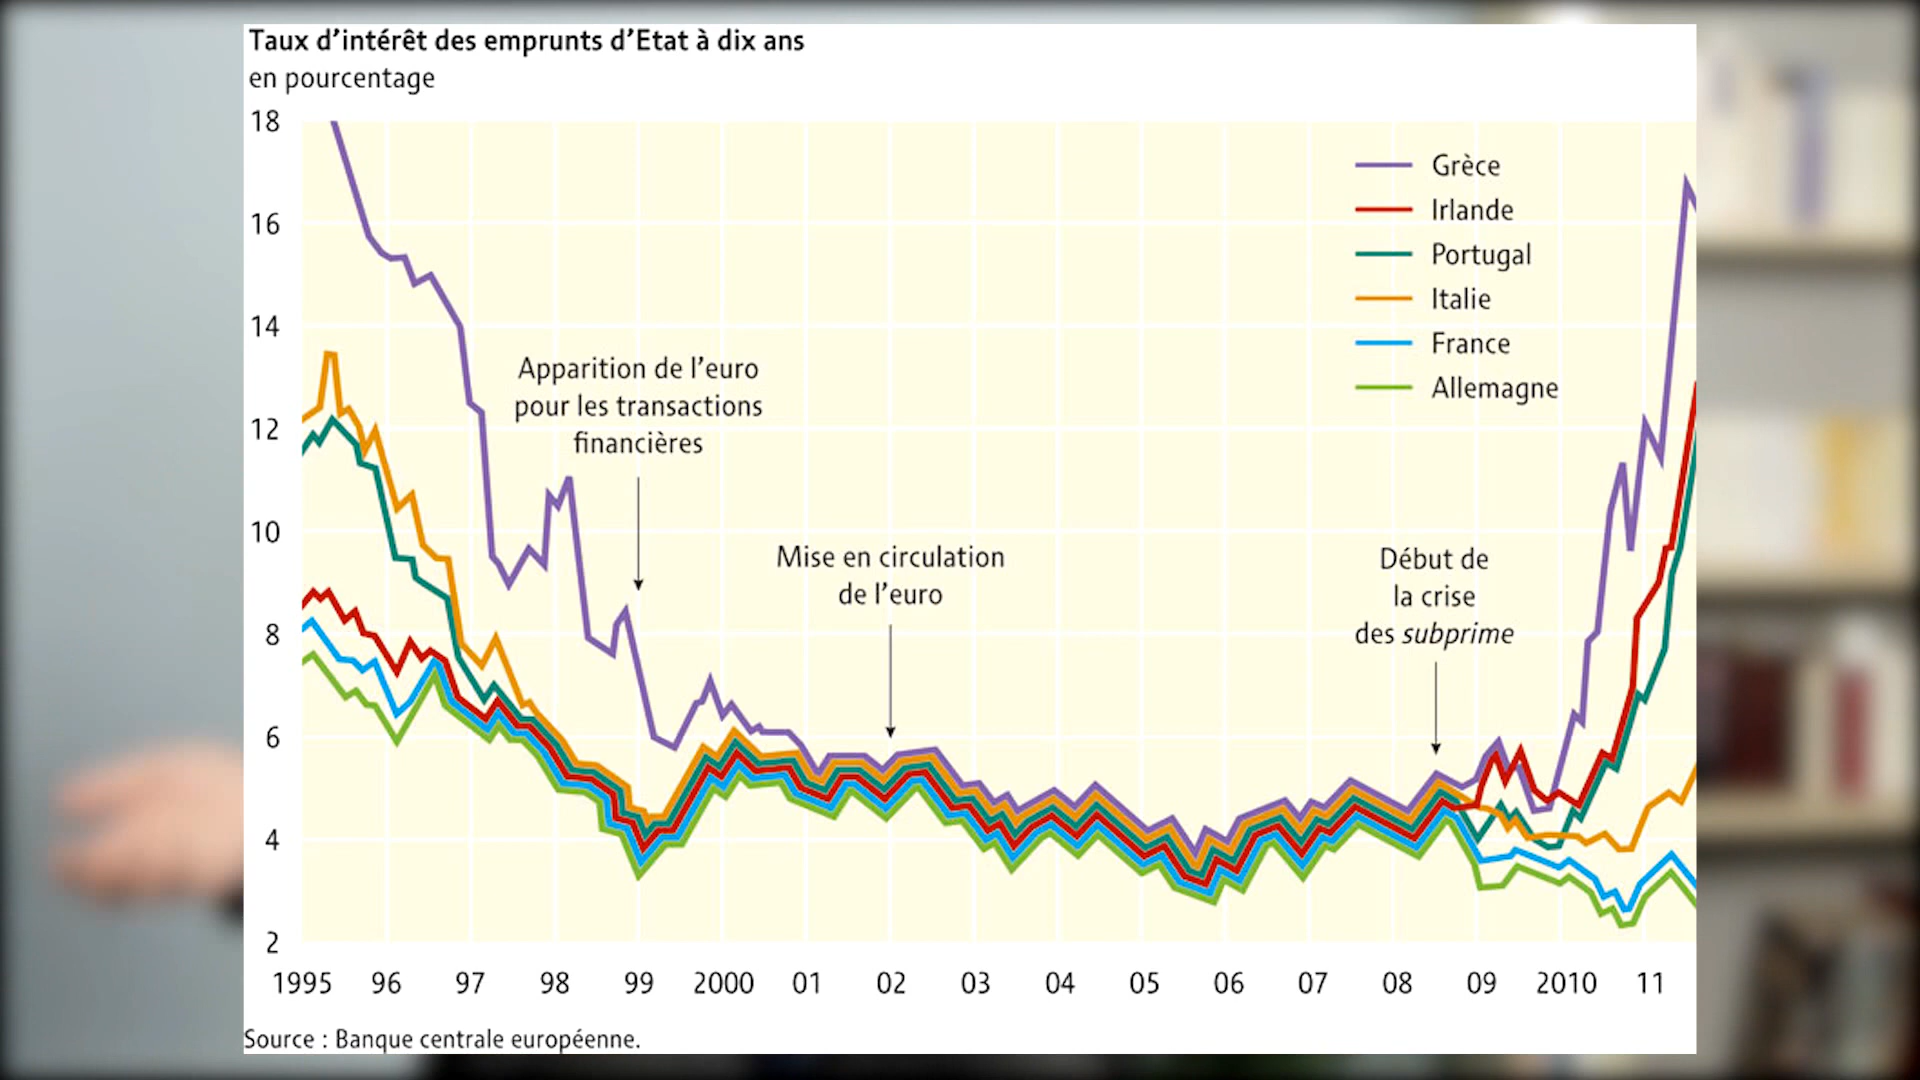 Taux d’intérêt des emprunts d’Etat à dix ans
en pourcentage
18
16
14
12
10
8
6
4
2
Grèce
Irlande
Portugal
Italie
France
Allemagne
Apparition de l’euro
pour les transactions
financières
Mise en circulation
de l’euro
Début de
la crise
des subprime
1995 96 97 98 99 2000 01 02 03 04 05 06 07 08 09 2010 11
Source : Banque centrale européenne.